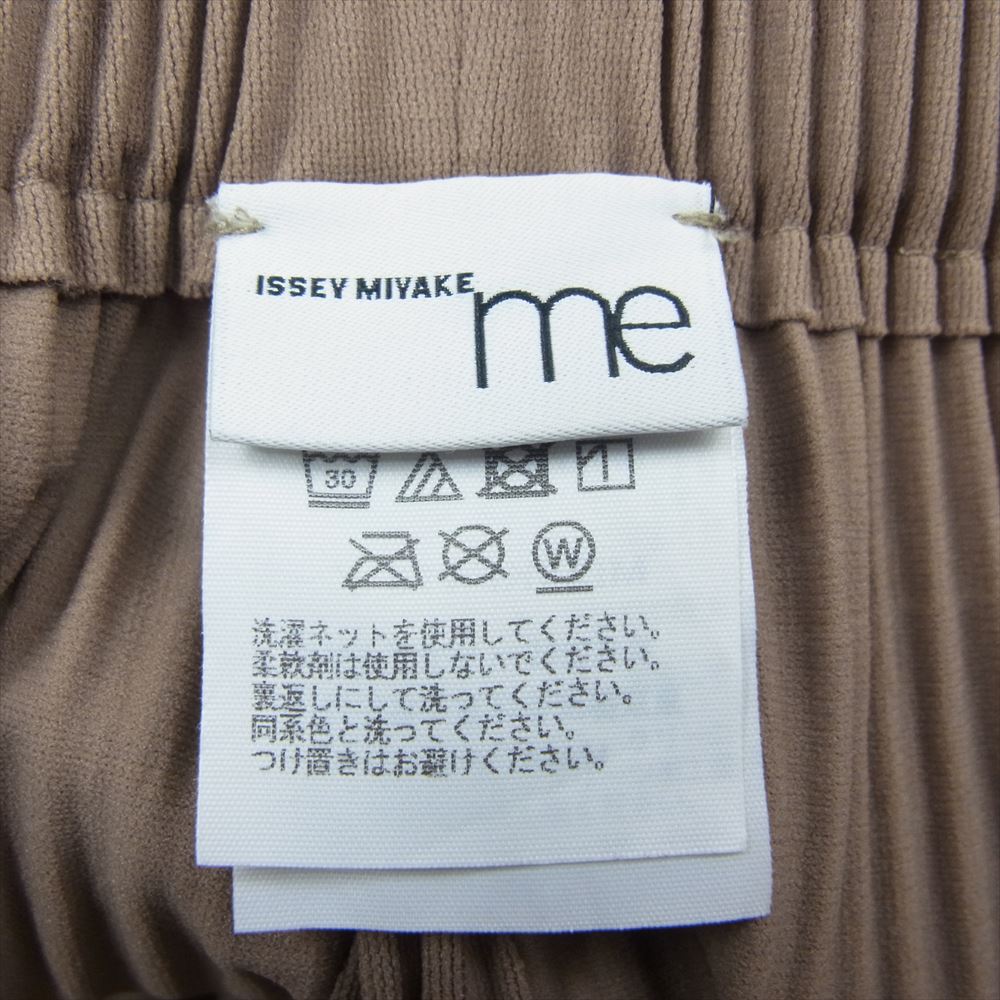 ISSEY MIYAKE me
30
W
洗濯ネットを使用してください。
柔軟剤は使用しないでください。
裏返しにして洗ってください。
同系色と洗ってください。
つけ置きはお避けください。